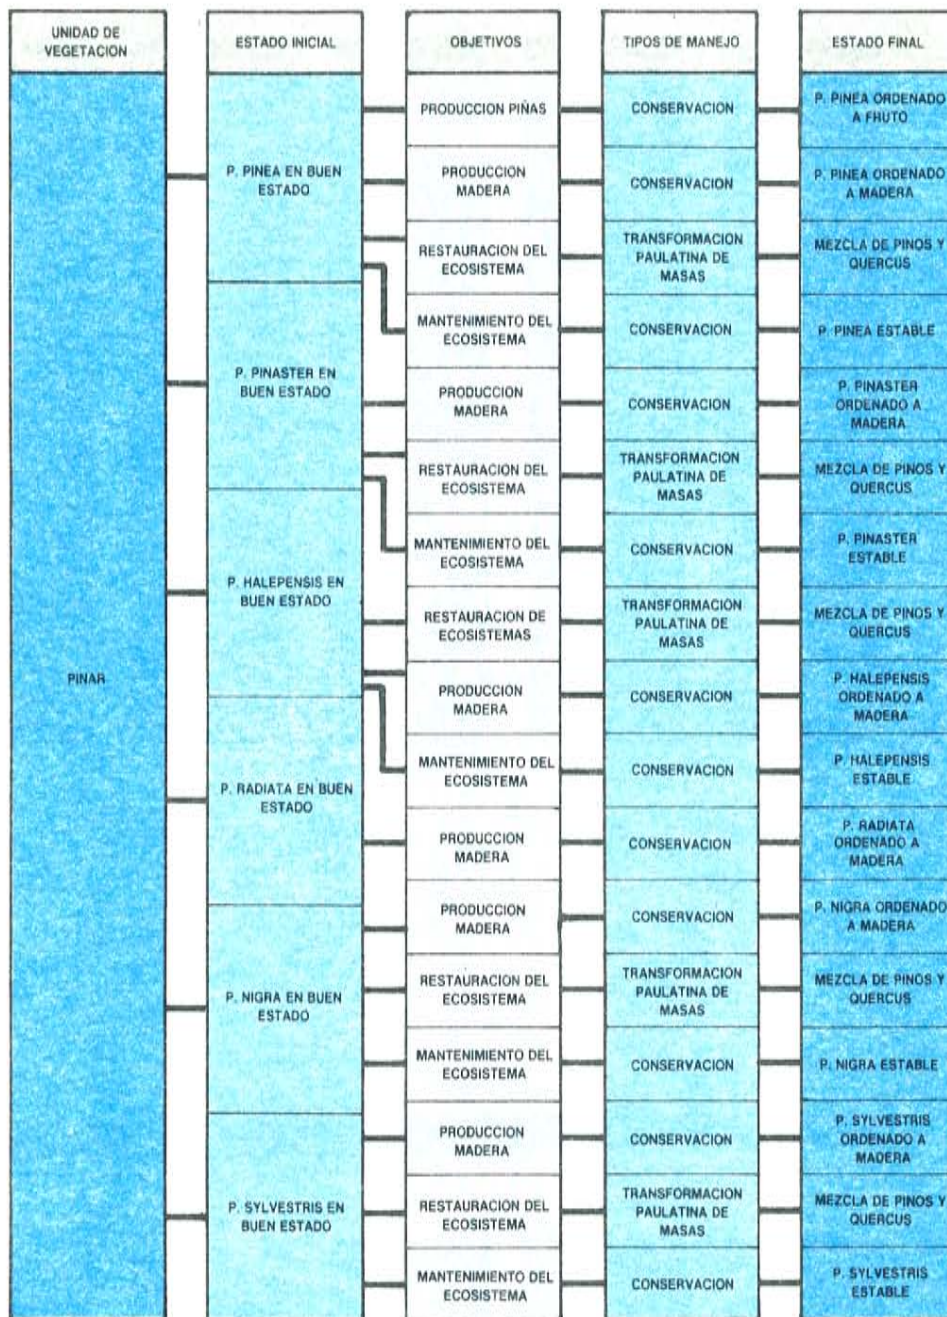 UNIDAD DE
VEGETACION
ESTADO INICIAL
OBJETIVOS
TIPOS DE MANEJO
ESTADO FINAL
PINAR
P. PINEA EN BUEN
ESTADO
P. PINASTER EN
BUEN ESTADO
P. HALEPENSIS EN
BUEN ESTADO
P. RADIATA EN BUEN
ESTADO
P. NIGRA EN BUEN
ESTADO
P. SYLVESTRIS EN
BUEN ESTADO
PRODUCCION PIÑAS
CONSERVACION
P. PINEA ORDENADO
A FRUTO
PRODUCCION
MADERA
CONSERVACION
P. PINEA ORDENADO
A MADERA
RESTAURACION DEL
ECOSISTEMA
TRANSFORMACION
PAULATINA DE
MASAS
MEZCLA DE PINOS Y
QUERCUS
MANTENIMIENTO DEL
ECOSISTEMA
CONSERVACION
P. PINEA ESTABLE
PRODUCCION
MADERA
CONSERVACION
P. PINASTER
ORDENADO A
MADERA
RESTAURACION DEL
ECOSISTEMA
TRANSFORMACION
PAULATINA DE
MASAS
MEZCLA DE PINOS Y
QUERCUS
MANTENIMIENTO DEL
ECOSISTEMA
CONSERVACION
P. PINASTER
ESTABLE
RESTAURACION DE
ECOSISTEMAS
TRANSFORMACION
PAULATINA DE
MASAS
MEZCLA DE PINOS Y
QUERCUS
PRODUCCION
MADERA
CONSERVACION
P. HALEPENSIS
ORDENADO A
MADERA
MANTENIMIENTO DEL
ECOSISTEMA
CONSERVACION
P. HALEPENSIS
ESTABLE
PRODUCCION
MADERA
CONSERVACION
P. RADIATA
ORDENADO A
MADERA
PRODUCCION
MADERA
CONSERVACION
P. NIGRA ORDENADO
A MADERA
RESTAURACION DEL
ECOSISTEMA
TRANSFORMACION
PAULATINA DE
MASAS
MEZCLA DE PINOS Y
QUERCUS
MANTENIMIENTO DEL
ECOSISTEMA
CONSERVACION
P. NIGRA ESTABLE
PRODUCCION
MADERA
CONSERVACION
P. SYLVESTRIS
ORDENADO A
MADERA
RESTAURACION DEL
ECOSISTEMA
TRANSFORMACION
PAULATINA DE
MASAS
MEZCLA DE PINOS Y
QUERCUS
MANTENIMIENTO DEL
ECOSISTEMA
CONSERVACION
P. SYLVESTRIS
ESTABLE